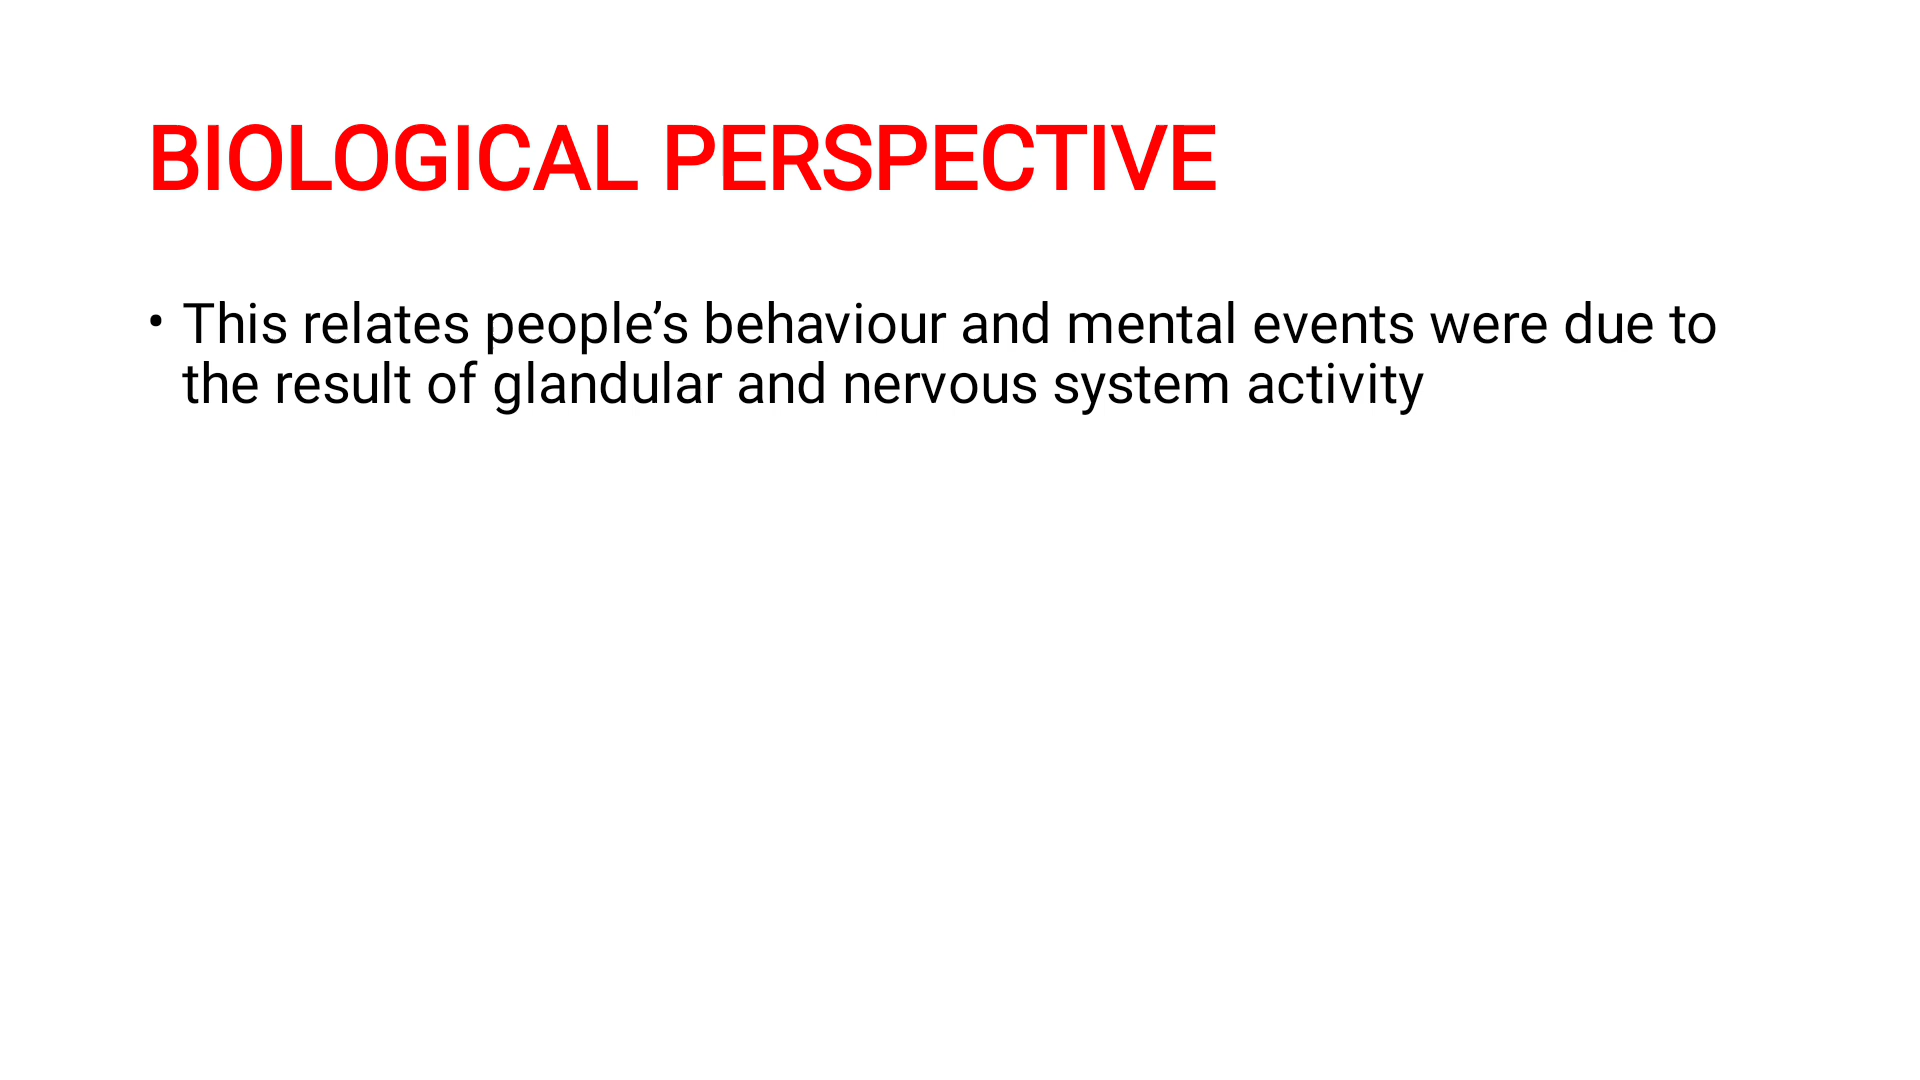 BIOLOGICAL PERSPECTIVE
• This relates people’s behaviour and mental events were due to
the result of glandular and nervous system activity